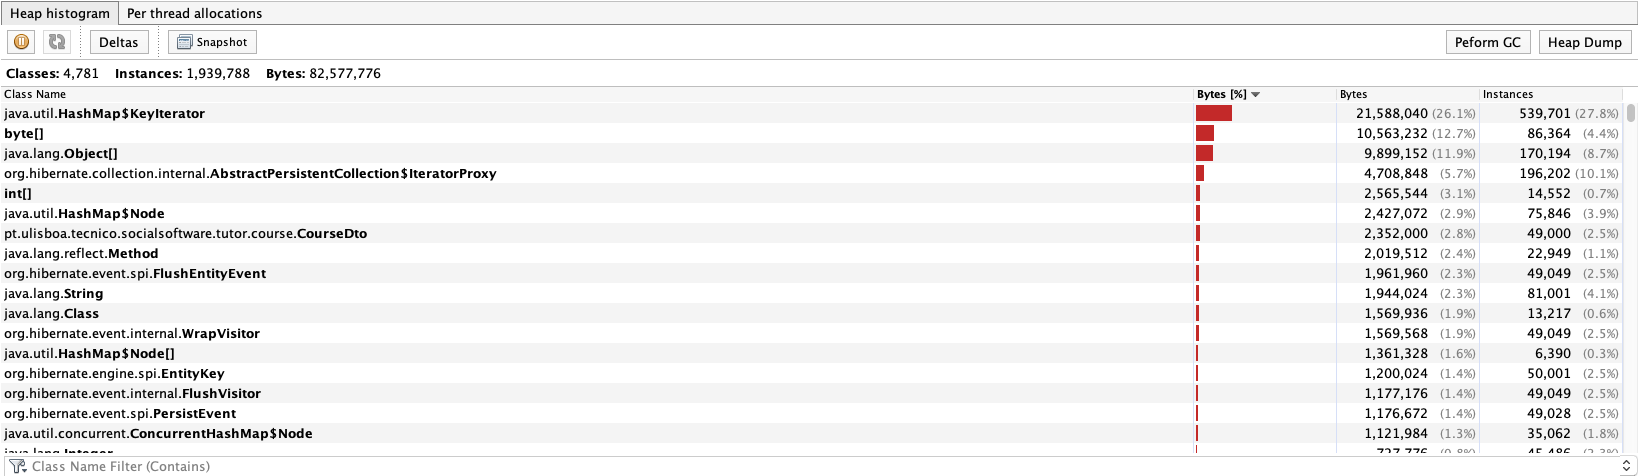 Heap histogram Per thread allocations
Deltas Snapshot Peform GC Heap Dump
Classes: 4,781 Instances: 1,939,788 Bytes: 82,577,776
Class Name Bytes [%] Bytes Instances
java.util.HashMap$KeyIterator 21,588,040 (26.1%) 539,701 (27.8%)
byte[] 10,563,232 (12.7%) 86,364 (4.4%)
java.lang.Object[] 9,899,152 (11.9%) 170,194 (8.7%)
org.hibernate.collection.internal.AbstractPersistentCollection$IteratorProxy 4,708,848 (5.7%) 196,202 (10.1%)
int[] 2,565,544 (3.1%) 14,552 (0.7%)
java.util.HashMap$Node 2,427,072 (2.9%) 75,846 (3.9%)
pt.ulisboa.tecnico.socialsoftware.tutor.course.CourseDto 2,352,000 (2.8%) 49,000 (2.5%)
java.lang.reflect.Method 2,019,512 (2.4%) 22,949 (1.1%)
org.hibernate.event.spi.FlushEntityEvent 1,961,960 (2.3%) 49,049 (2.5%)
java.lang.String 1,944,024 (2.3%) 81,001 (4.1%)
java.lang.Class 1,569,936 (1.9%) 13,217 (0.6%)
org.hibernate.event.internal.WrapVisitor 1,569,568 (1.9%) 49,049 (2.5%)
java.util.HashMap$Node[] 1,361,328 (1.6%) 6,390 (0.3%)
org.hibernate.engine.spi.EntityKey 1,200,024 (1.4%) 50,001 (2.5%)
org.hibernate.event.internal.FlushVisitor 1,177,176 (1.4%) 49,049 (2.5%)
org.hibernate.event.spi.PersistEvent 1,176,672 (1.4%) 49,028 (2.5%)
java.util.concurrent.ConcurrentHashMap$Node 1,121,984 (1.3%) 35,062 (1.8%)
java.lang.Integer 727,776 (0.8%) 45,486 (2.3%)
Class Name Filter (Contains)